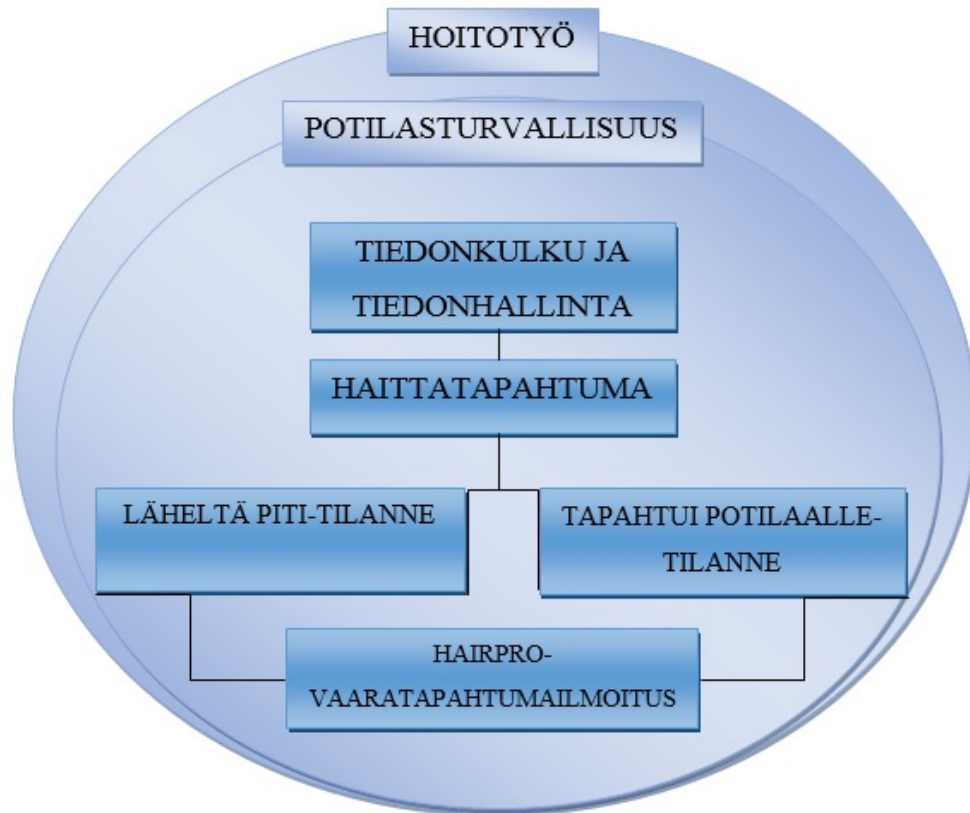 HOITOTYÖ
POTILASTURVALLISUUS
TIEDONKULKU JA
TIEDONHALLINTA
HAITTATAPAHTUMA
LÄHELTÄ PITI-TILANNE
TAPAHTUI POTILAALLE-
TILANNE
HAIRPRO-
VAARATAPAHTUMAILMOITUS